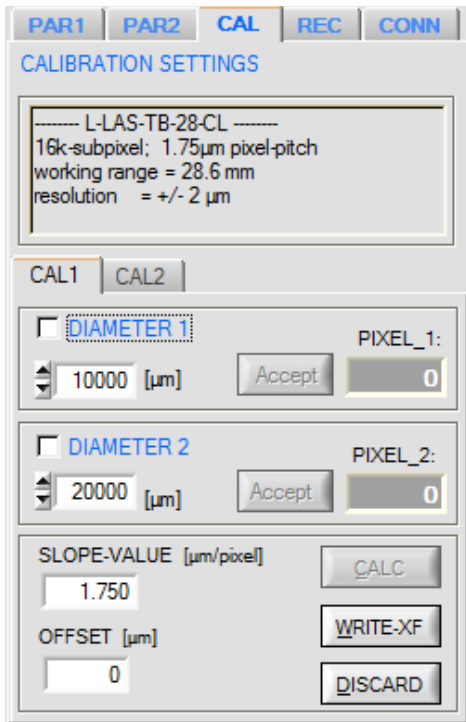 PAR1 PAR2 CAL REC CONN
CALIBRATION SETTINGS
-------- L-LAS-TB-28-CL --------
16k-subpixel; 1.75µm pixel-pitch
working range = 28.6 mm
resolution = +/- 2 µm
CAL1 CAL2
DIAMETER 1
PIXEL_1:
10000 [µm] Accept 0
DIAMETER 2
PIXEL_2:
20000 [µm] Accept 0
SLOPE-VALUE [µm/pixel]
CALC
1.750
WRITE-XF
OFFSET [µm]
0
DISCARD